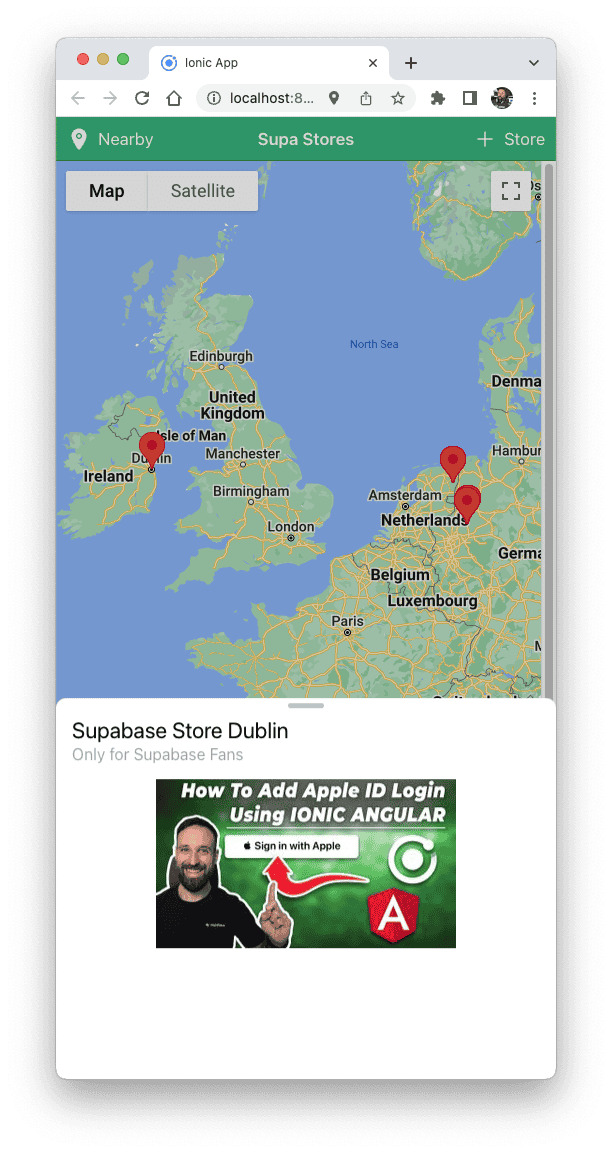 Ionic App
localhost:8...
Nearby
Supa Stores
Store
Map
Satellite
Os
North Sea
Edinburgh
Denma
United
Kingdom
Isle of Man
Dublin
Manchester
Hambur
Ireland
Birmingham
Amsterdam
Netherlands
London
Germa
Belgium
Luxembourg
Paris
Supabase Store Dublin
Only for Supabase Fans
How To Add Apple ID Login
Using IONIC ANGULAR
Sign in with Apple
A